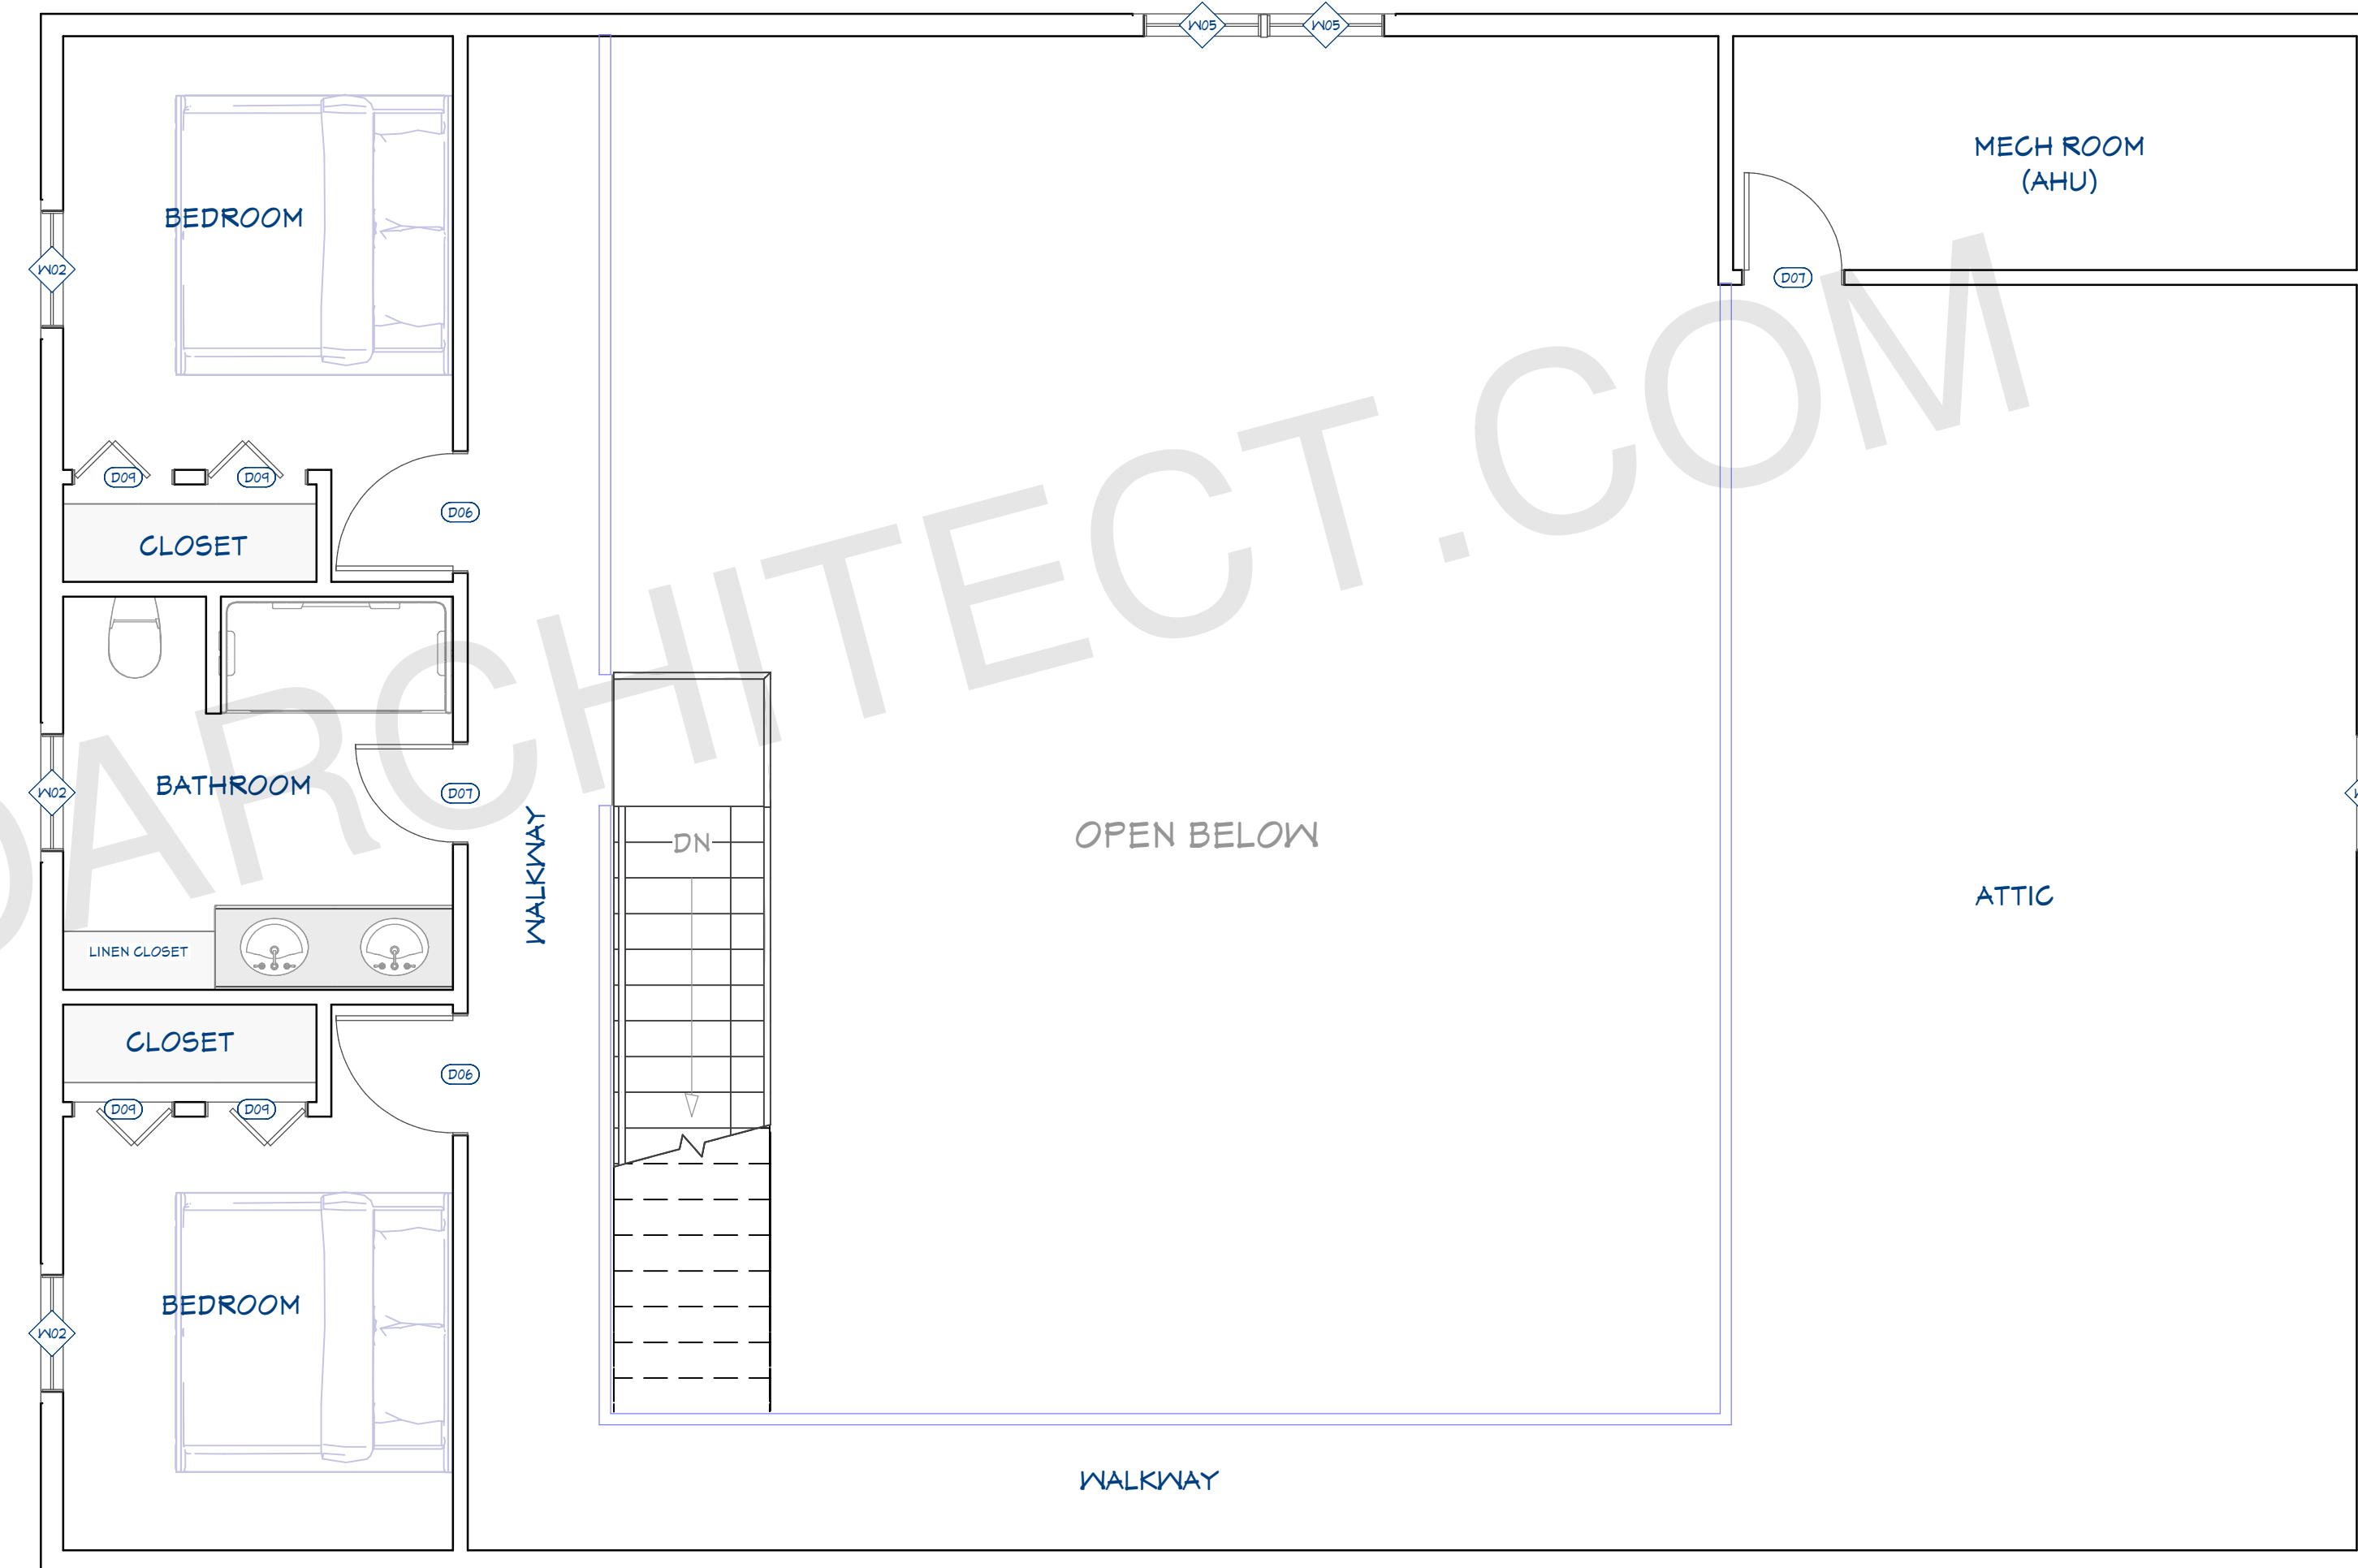 W05
W05
MECH ROOM
(AHU)
BEDROOM
W02
D07
D09
D09
D06
CLOSET
W02
BATHROOM
D07
WALKWAY
DN
OPEN BELOW
ATTIC
LINEN CLOSET
CLOSET
D06
D09
D09
BEDROOM
W02
WALKWAY
ARCHITECT.COM